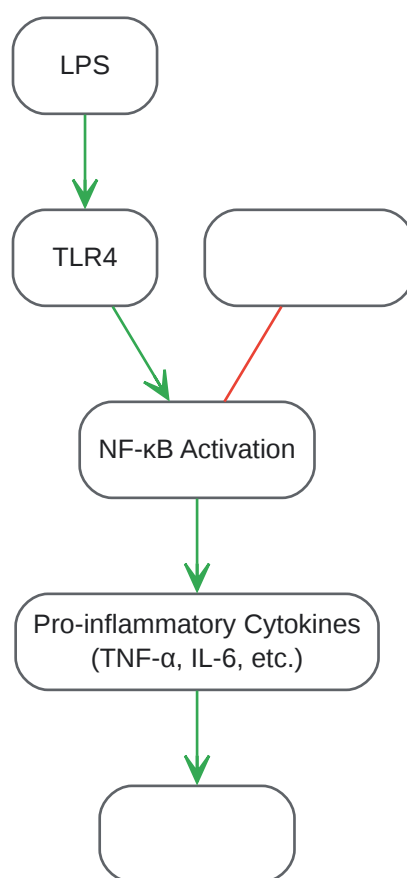 LPS
TLR4
NF-κB Activation
Pro-inflammatory Cytokines
(TNF-α, IL-6, etc.)